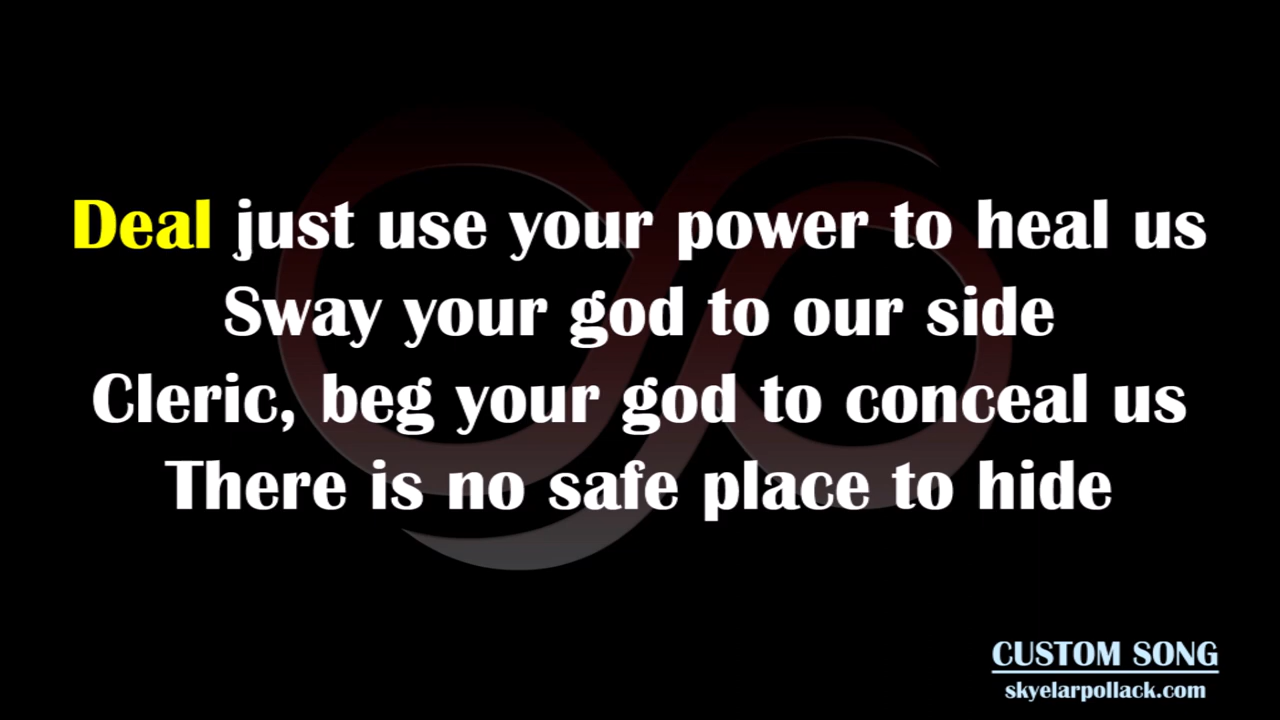 Deal just use your power to heal us
Sway your god to our side
Cleric, beg your god to conceal us
There is no safe place to hide
CUSTOM SONG
skyelarpollack.com